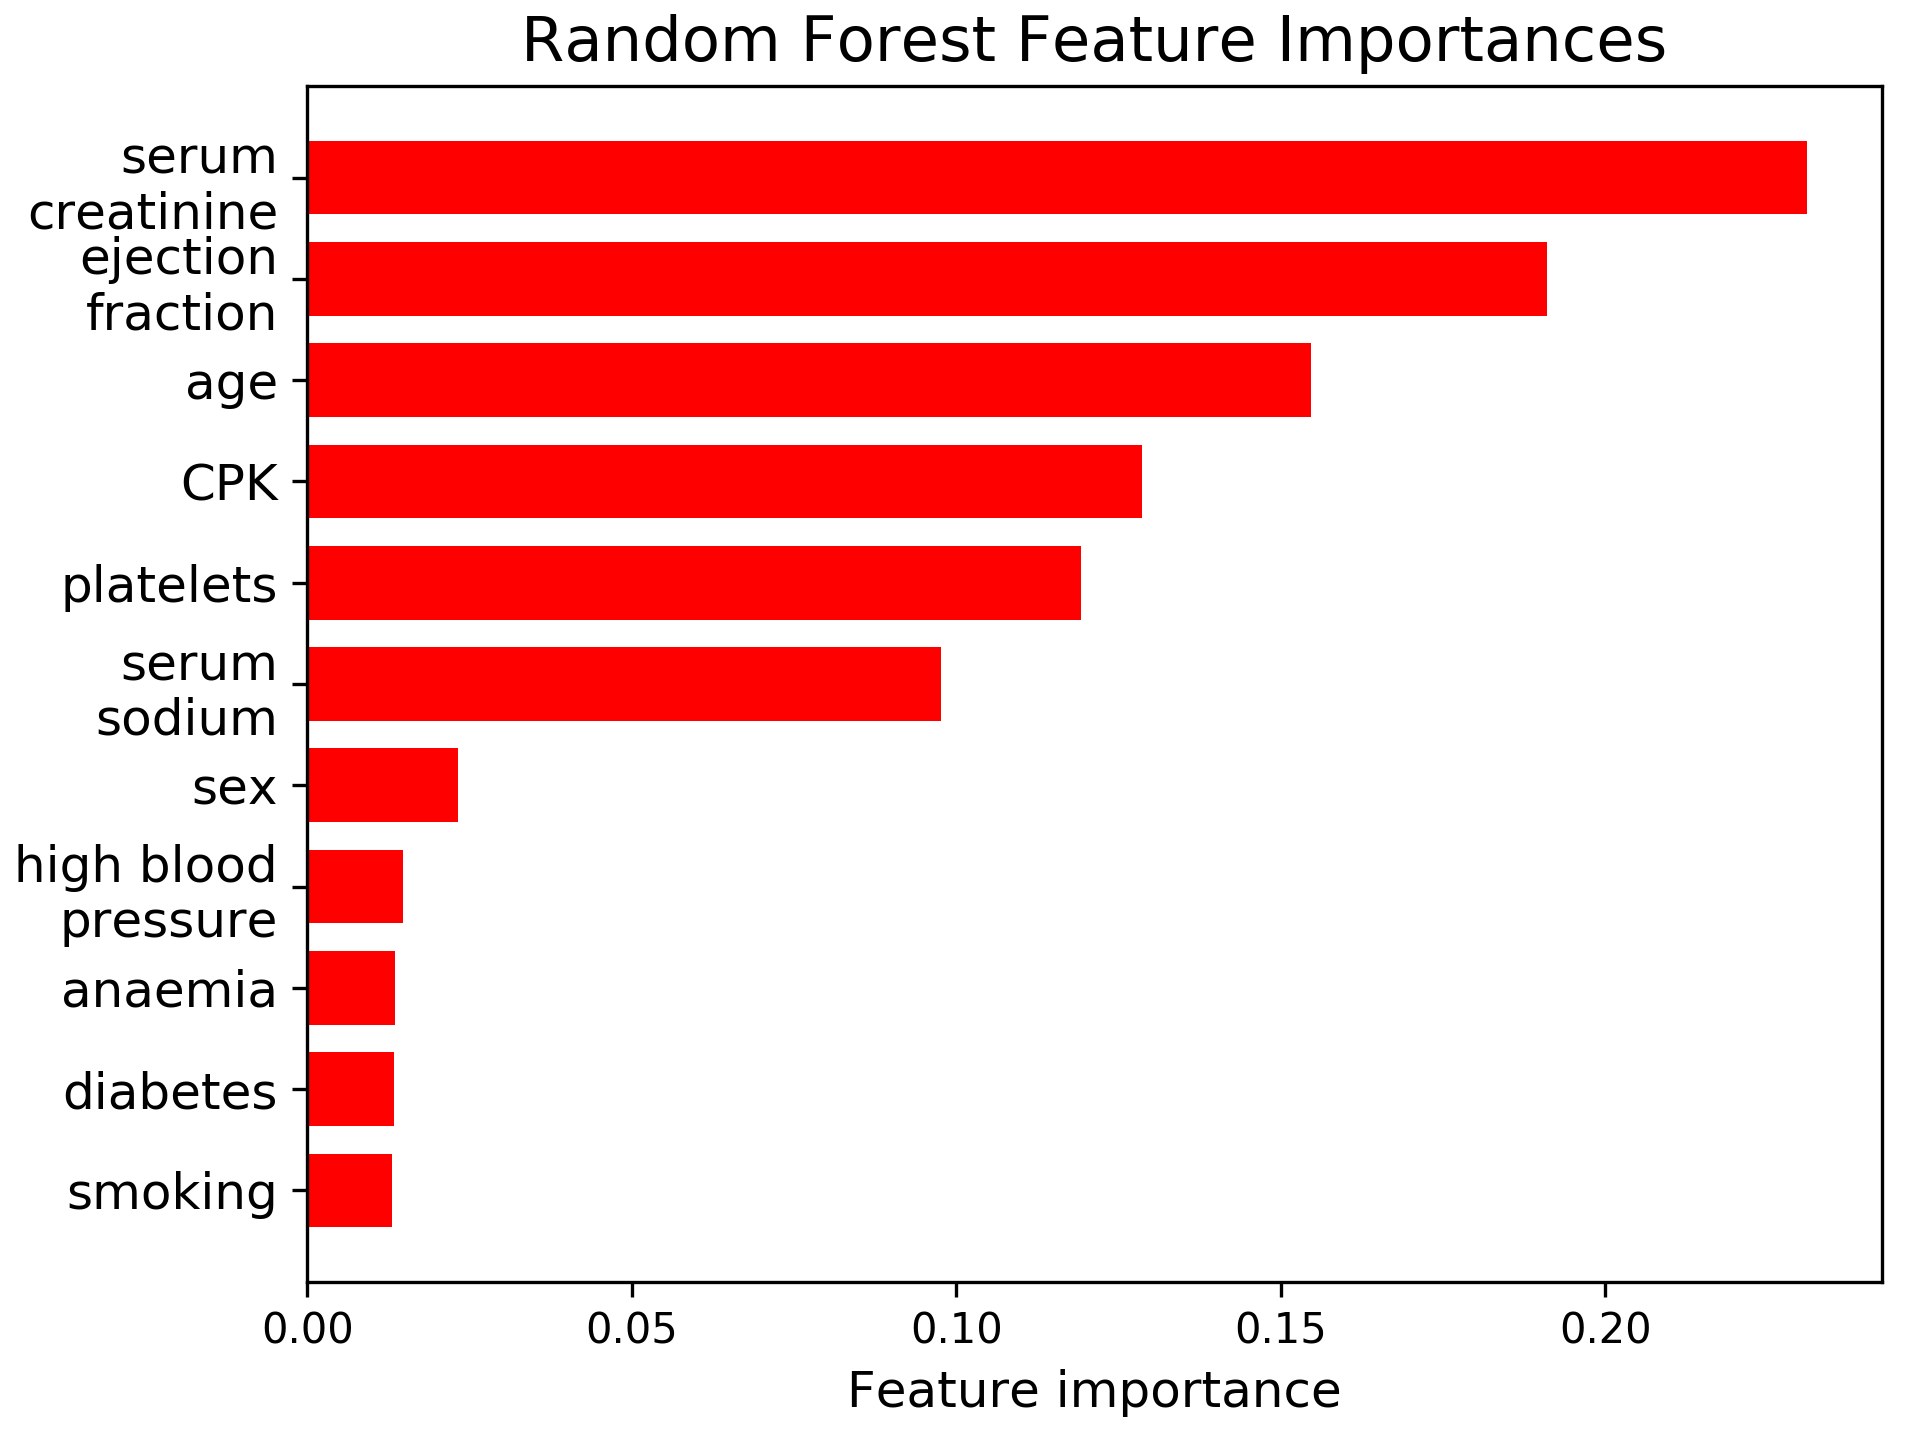 Random Forest Feature Importances
serum
creatinine
ejection
fraction
age
CPK
platelets
serum
sodium
sex
high blood
pressure
anaemia
diabetes
smoking
0.00 0.05 0.10 0.15 0.20
Feature importance